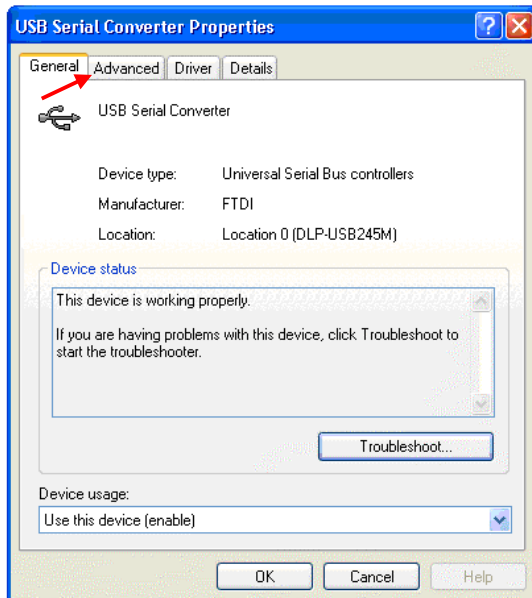 USB Serial Converter Properties
General Advanced Driver Details
USB Serial Converter
Device type: Universal Serial Bus controllers
Manufacturer: FTDI
Location: Location 0 (DLP-USB245M)
Device status
This device is working properly.
If you are having problems with this device, click Troubleshoot to
start the troubleshooter.
Troubleshoot...
Device usage:
Use this device (enable)
OK Cancel Help